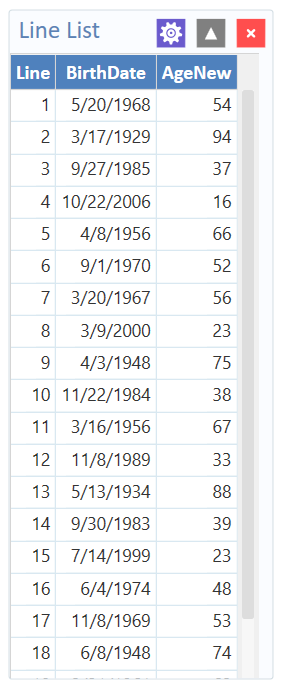 Line List
Line BirthDate AgeNew
1 5/20/1968 54
2 3/17/1929 94
3 9/27/1985 37
4 10/22/2006 16
5 4/8/1956 66
6 9/1/1970 52
7 3/20/1967 56
8 3/9/2000 23
9 4/3/1948 75
10 11/22/1984 38
11 3/16/1956 67
12 11/8/1989 33
13 5/13/1934 88
14 9/30/1983 39
15 7/14/1999 23
16 6/4/1974 48
17 11/8/1969 53
18 6/8/1948 74